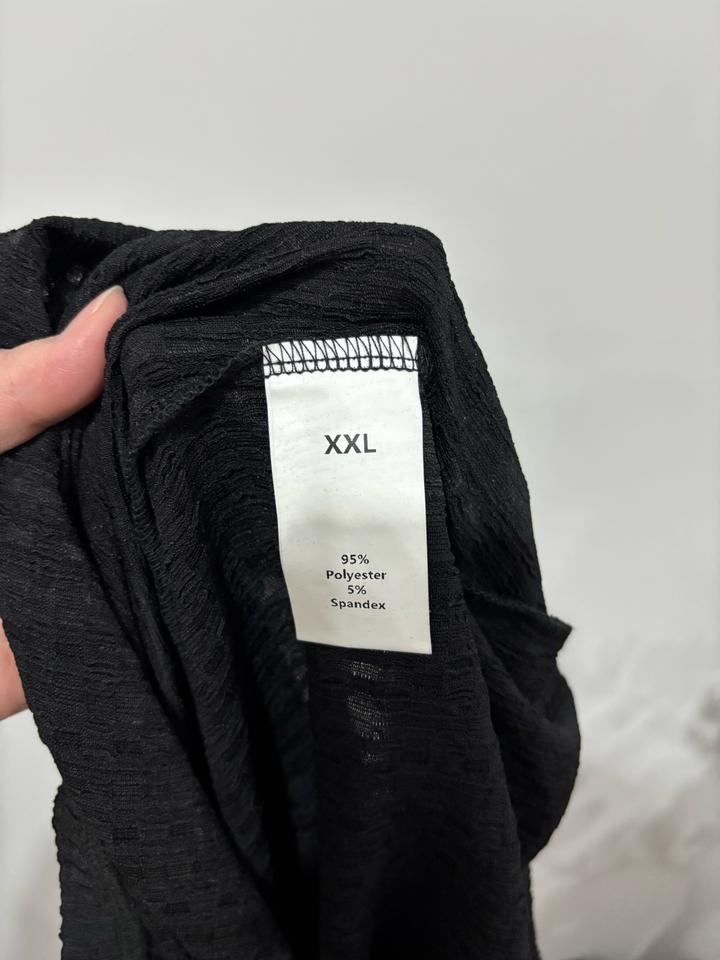 XXL
95%
Polyester
5%
Spandex